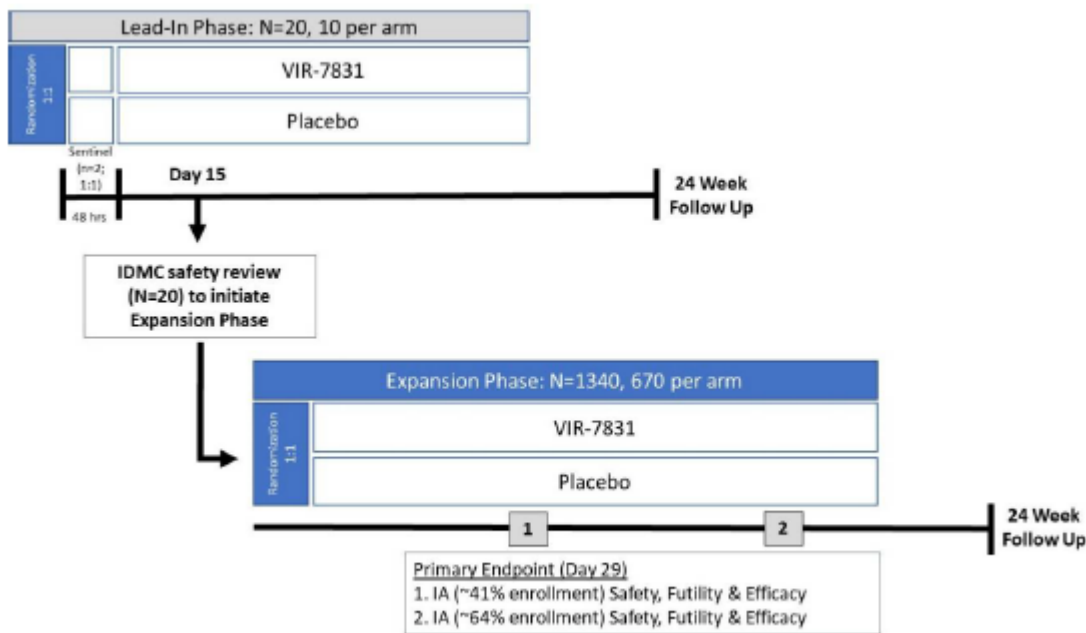 Lead-In Phase: N=20, 10 per arm
Randomization
1:1
VIR-7831
Placebo
Sentinel
(n=2;
1:1)
48 hrs
Day 15
24 Week
Follow Up
IDMC safety review
(N=20) to initiate
Expansion Phase
Expansion Phase: N=1340, 670 per arm
Randomization
1:1
VIR-7831
Placebo
1
2
24 Week
Follow Up
Primary Endpoint (Day 29)
1. IA (~41% enrollment) Safety, Futility & Efficacy
2. IA (~64% enrollment) Safety, Futility & Efficacy